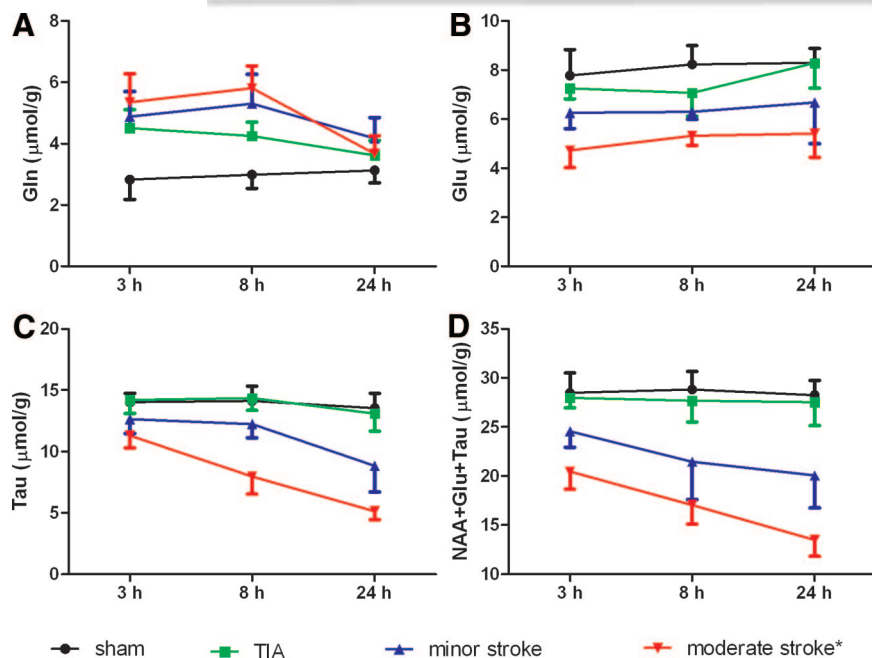 A
Gln (µmol/g)
8
6
4
2
0
3 h 8 h 24 h
B
Glu (µmol/g)
10
8
6
4
2
0
3 h 8 h 24 h
C
Tau (µmol/g)
20
15
10
5
0
3 h 8 h 24 h
D
NAA+Glu+Tau (µmol/g)
35
30
25
20
15
10
3 h 8 h 24 h
sham TIA minor stroke moderate stroke*